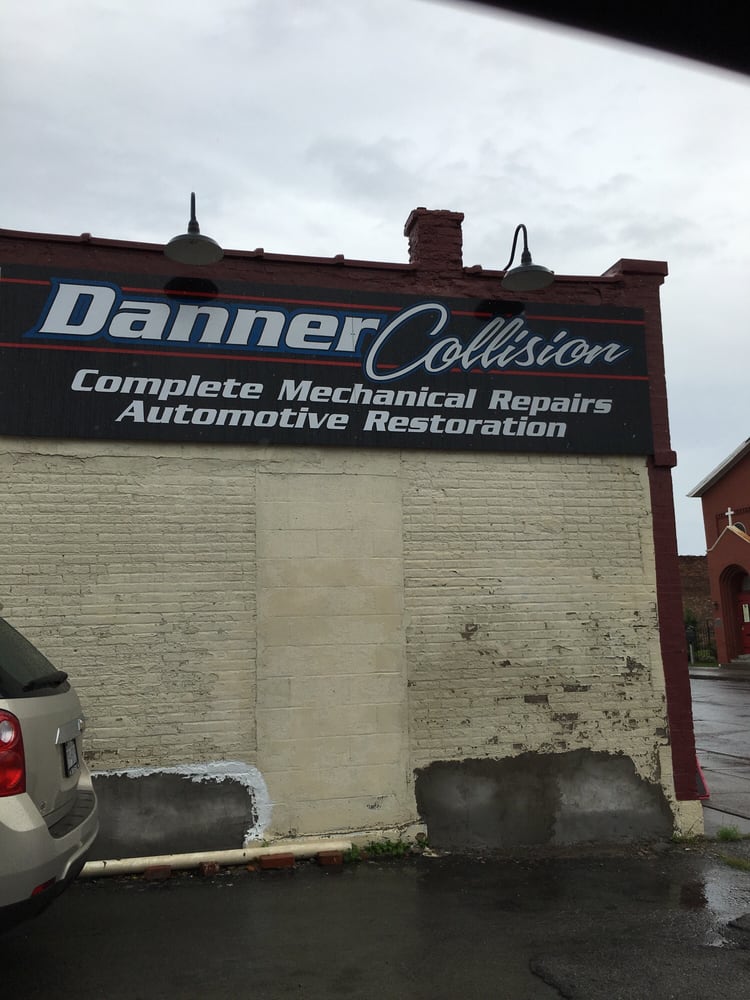 Danner Collision
Complete Mechanical Repairs
Automotive Restoration